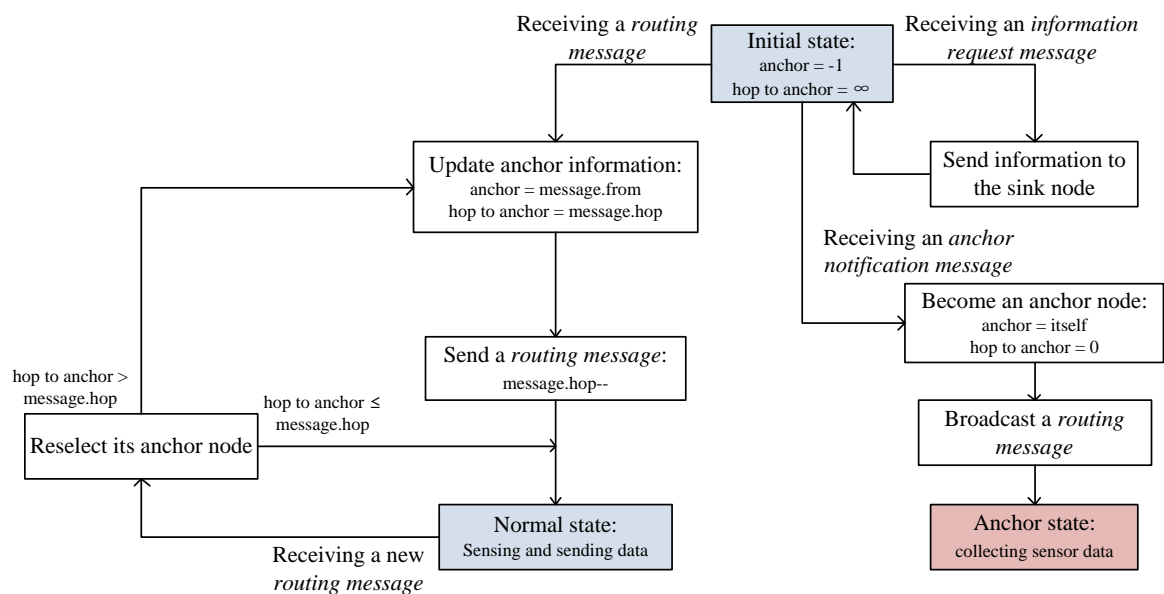 Receiving a routing
message
Initial state:
anchor = -1
hop to anchor = ∞
Receiving an information
request message
Update anchor information:
anchor = message.from
hop to anchor = message.hop
Send information to
the sink node
Receiving an anchor
notification message
Become an anchor node:
anchor = itself
hop to anchor = 0
Send a routing message:
message.hop--
hop to anchor >
message.hop
hop to anchor ≤
message.hop
Reselect its anchor node
Broadcast a routing
message
Normal state:
Sensing and sending data
Anchor state:
collecting sensor data
Receiving a new
routing message